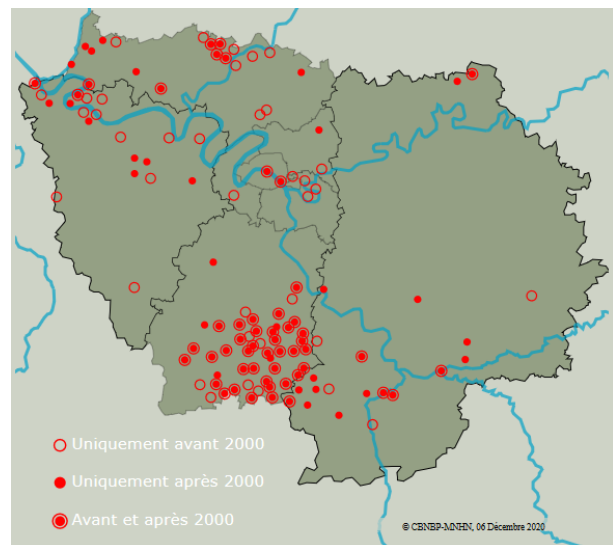 Uniquement avant 2000
Uniquement après 2000
Avant et après 2000
© CBNBP-MNHN, 06 Décembre 2020